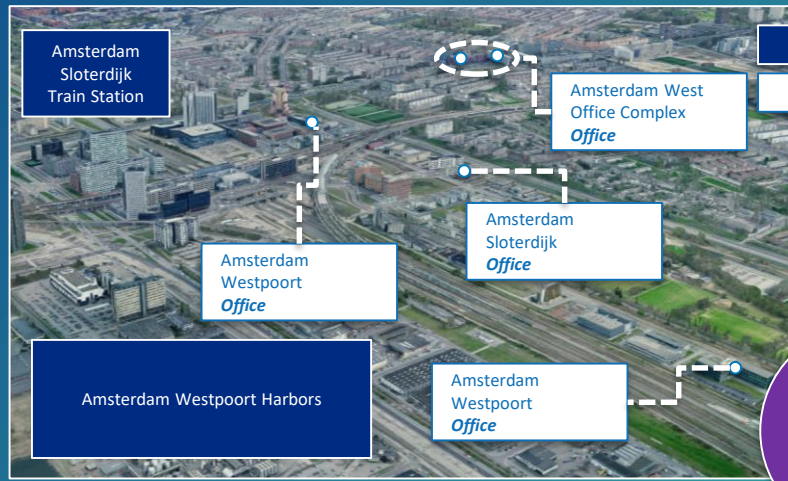 Amsterdam
Sloterdijk
Train Station
Amsterdam West
Office Complex
Office
Amsterdam
Sloterdijk
Office
Amsterdam
Westpoort
Office
Amsterdam Westpoort Harbors
Amsterdam
Westpoort
Office